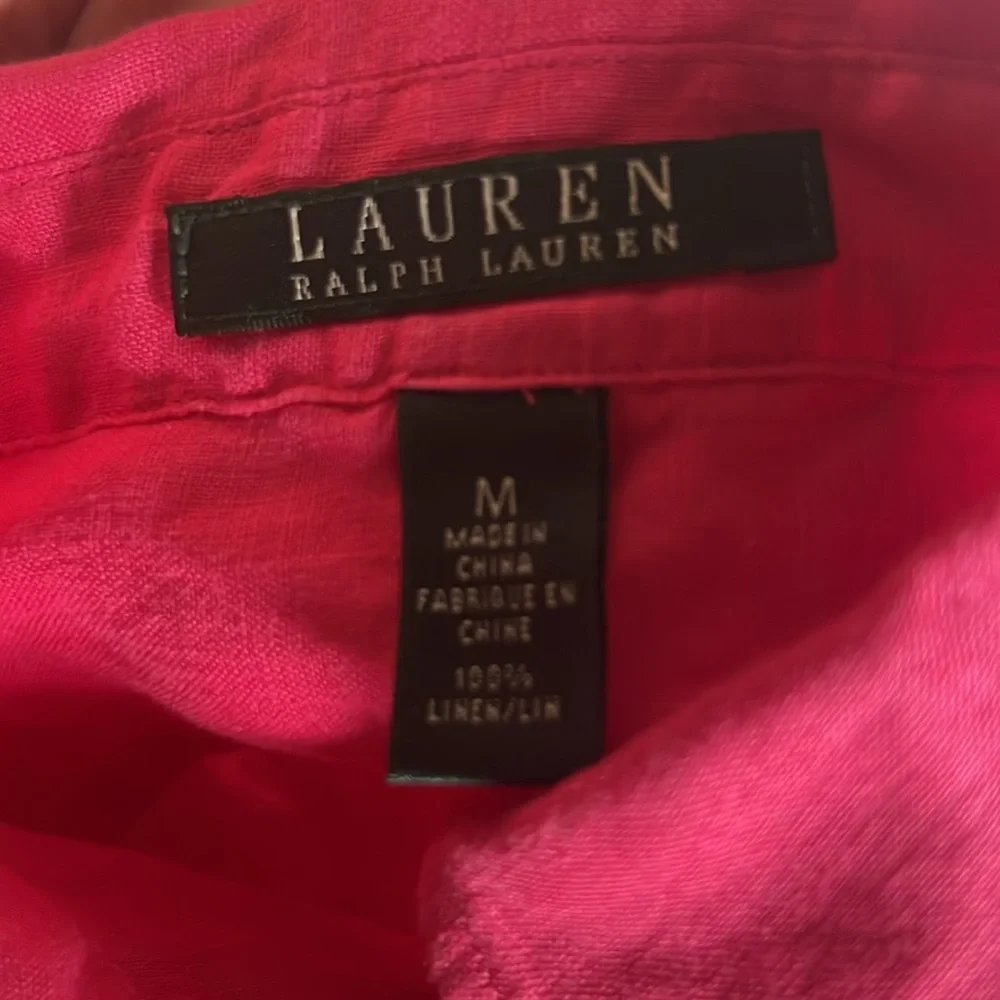 LAUREN
RALPH LAUREN
M
MADE IN
CHINA
FABRIQUE EN
CHINE
100%
LINEN/LIN